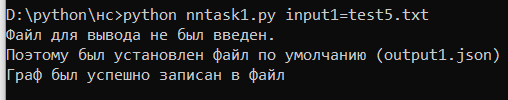 D:\python\нс>python nntask1.py input1=test5.txt
Файл для вывода не был введен.
Поэтому был установлен файл по умолчанию (output1.json)
Граф был успешно записан в файл